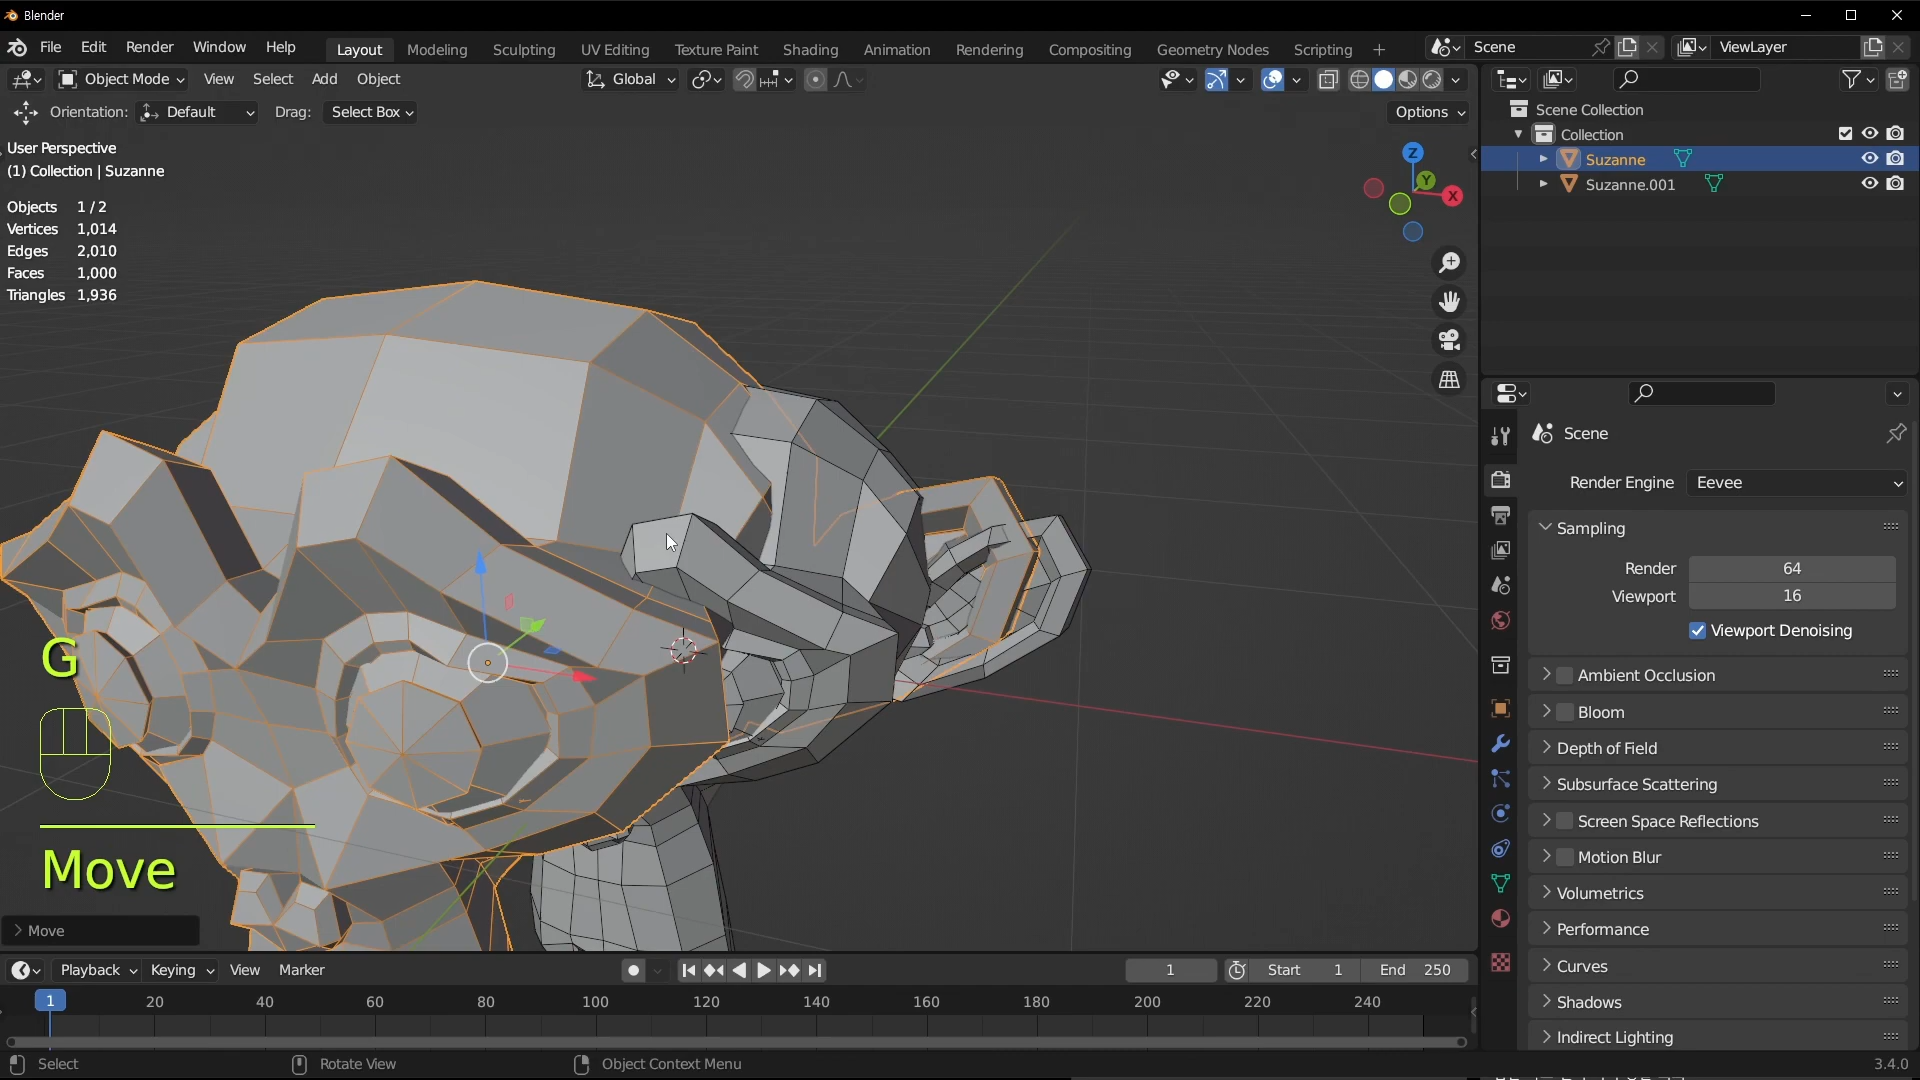 Blender
File Edit Render Window Help Layout Modeling Sculpting UV Editing Texture Paint Shading Animation Rendering Compositing Geometry Nodes Scripting + Scene ViewLayer
Object Mode View Select Add Object Global
Orientation: Default Drag: Select Box Options
User Perspective
(1) Collection | Suzanne
Objects 1 / 2
Vertices 1,014
Edges 2,010
Faces 1,000
Triangles 1,936
Z
Y
X
G
Move
Move
Scene Collection
Collection
Suzanne
Suzanne.001
Scene
Render Engine Eevee
Sampling
Render 64
Viewport 16
Viewport Denoising
Ambient Occlusion
Bloom
Depth of Field
Subsurface Scattering
Screen Space Reflections
Motion Blur
Volumetrics
Performance
Curves
Shadows
Indirect Lighting
Playback Keying View Marker 1 Start 1 End 250
1 20 40 60 80 100 120 140 160 180 200 220 240
Select Rotate View Object Context Menu 3.4.0